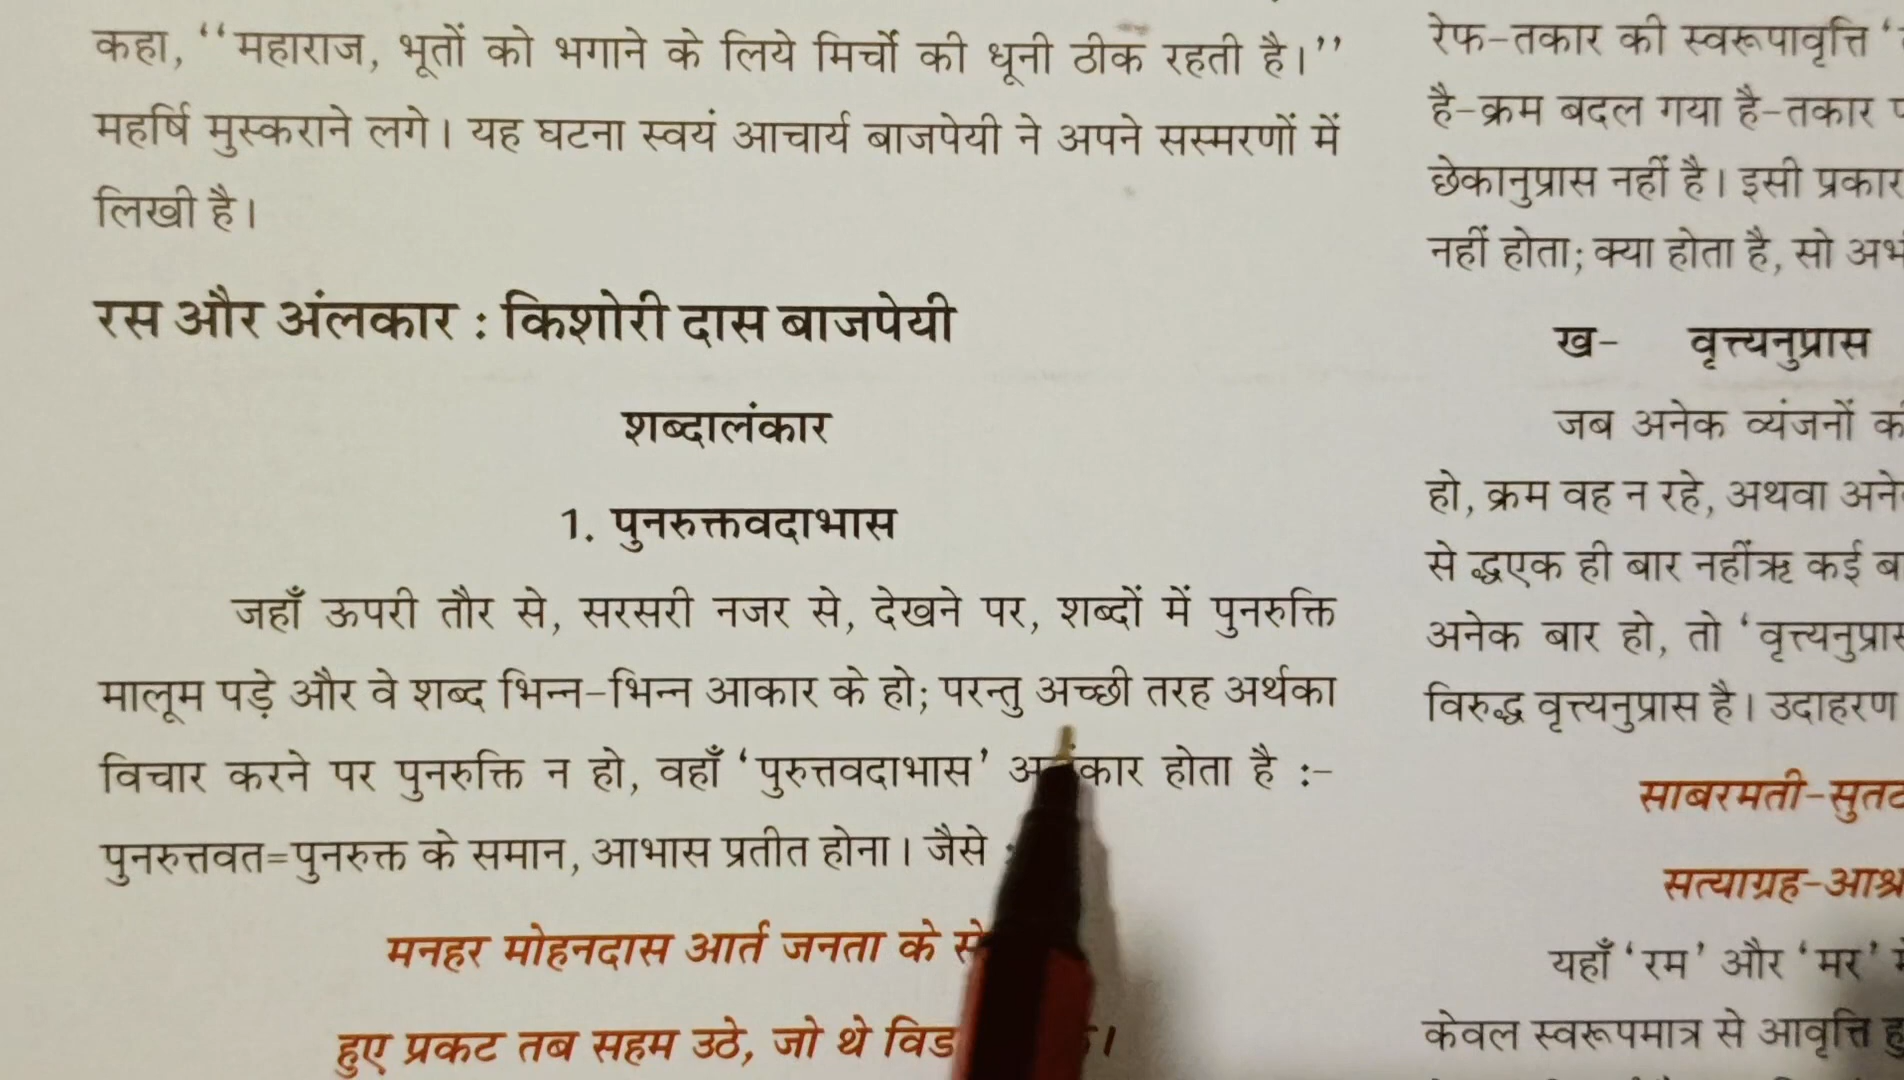 कहा, ‘‘महाराज, भूतों को भगाने के लिये मिर्चो की धूनी ठीक रहती है।’’
महर्षि मुस्कराने लगे। यह घटना स्वयं आचार्य बाजपेयी ने अपने सस्मरणों में
लिखी है।
रस और अंलकार : किशोरी दास बाजपेयी
शब्दालंकार
1. पुनरुक्तवदाभास
जहाँ ऊपरी तौर से, सरसरी नजर से, देखने पर, शब्दों में पुनरुक्ति
मालूम पड़े और वे शब्द भिन्न-भिन्न आकार के हो; परन्तु अच्छी तरह अर्थका
विचार करने पर पुनरुक्ति न हो, वहाँ ‘पुरुत्तवदाभास’ होता है :-
पुनरुत्तवत=पुनरुक्त के समान, आभास प्रतीत होना। जैसे
मनहर मोहनदास आर्त जनता के
हुए प्रकट तब सहम उठे, जो थे
रेफ-तकार की स्वरूपावृत्ति
है-क्रम बदल गया है-तकार
छेकानुप्रास नहीं है। इसी प्रकार
नहीं होता; क्या होता है, सो
ख- वृत्त्यनुप्रास
जब अनेक व्यंजनों
हो, क्रम वह न रहे, अथवा
से द्धएक ही बार नहींऋ कई
अनेक बार हो, तो
विरुद्ध वृत्त्यनुप्रास है। उदाहरण
साबरमती-
सत्याग्रह-
यहाँ ‘रम’ और ‘मर’
केवल स्वरूपमात्र से आवृत्ति